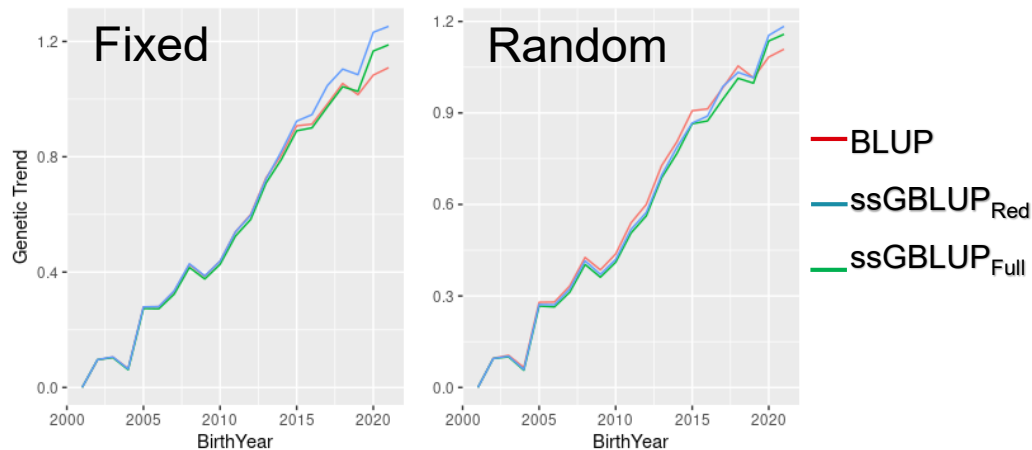 Fixed
Genetic Trend
1.2
0.8
0.4
0.0
2000 2005 2010 2015 2020
BirthYear
Random
1.2
0.9
0.6
0.3
0.0
2000 2005 2010 2015 2020
BirthYear
BLUP
ssGBLUPRed
ssGBLUPFull